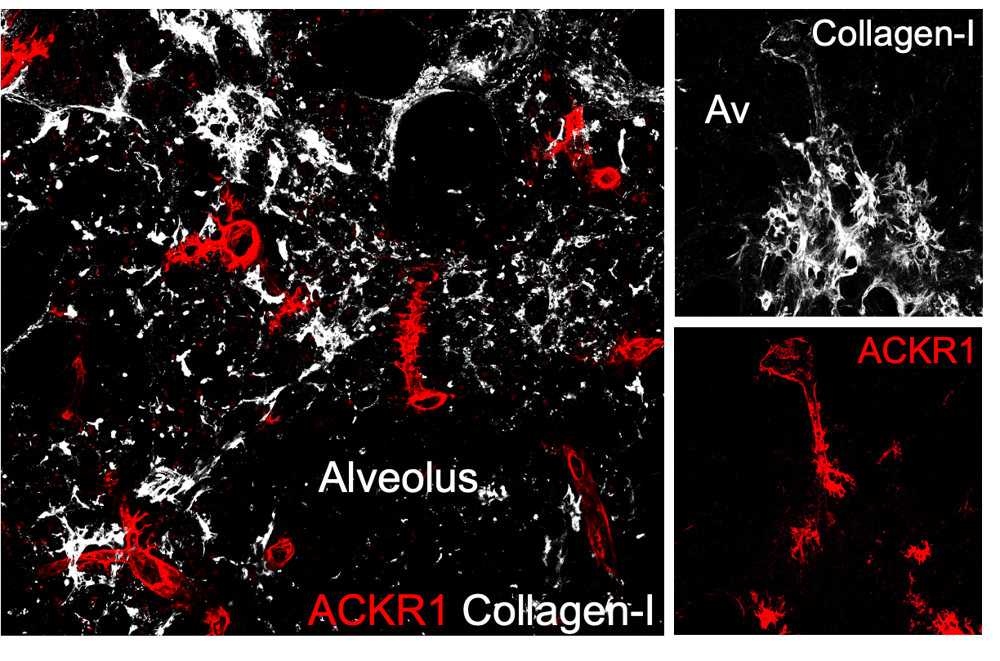 Alveolus
ACKR1 Collagen-I
Collagen-I
Av
ACKR1